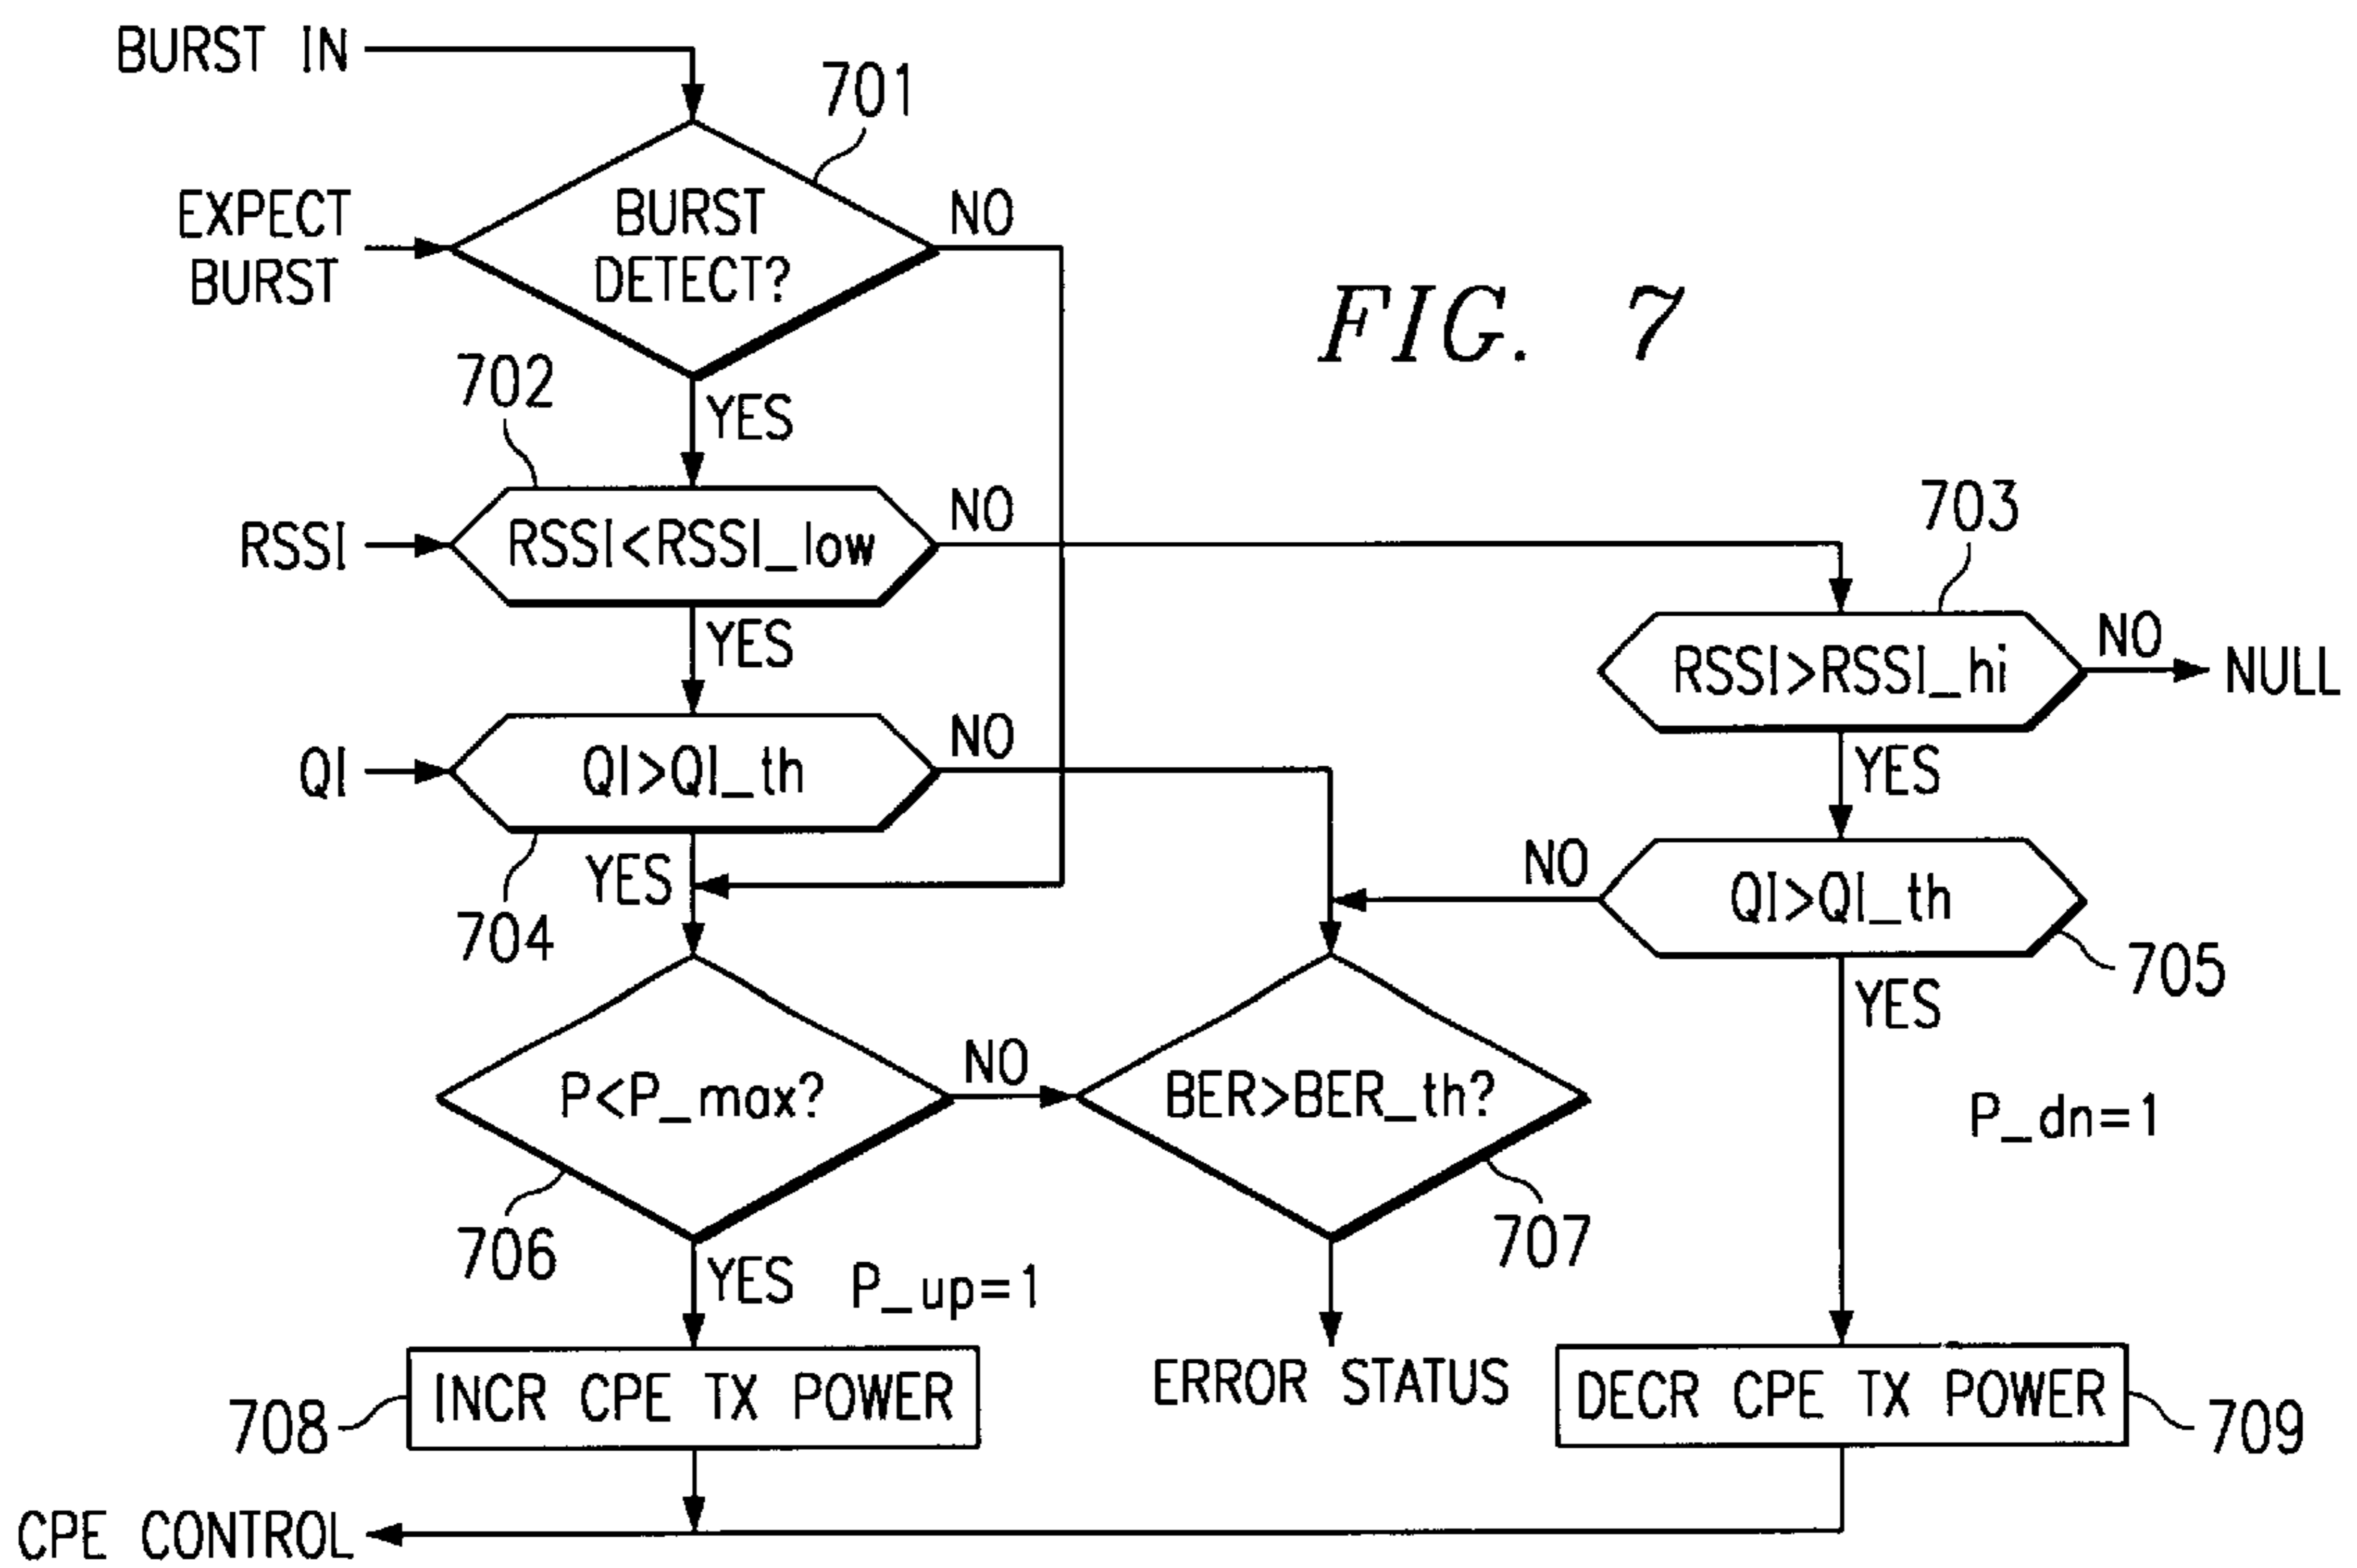 BURST IN
701
EXPECT
BURST
BURST
DETECT?
NO
FIG. 7
702
YES
RSSI
RSSI<RSSI_low
NO
703
YES
RSSI>RSSI_hi
NO
NULL
QI
QI>QI_th
NO
YES
704
YES
NO
QI>QI_th
705
YES
P<P_max?
NO
BER>BER_th?
P_dn=1
706
YES
P_up=1
707
708
INCR CPE TX POWER
ERROR STATUS
DECR CPE TX POWER
709
CPE CONTROL